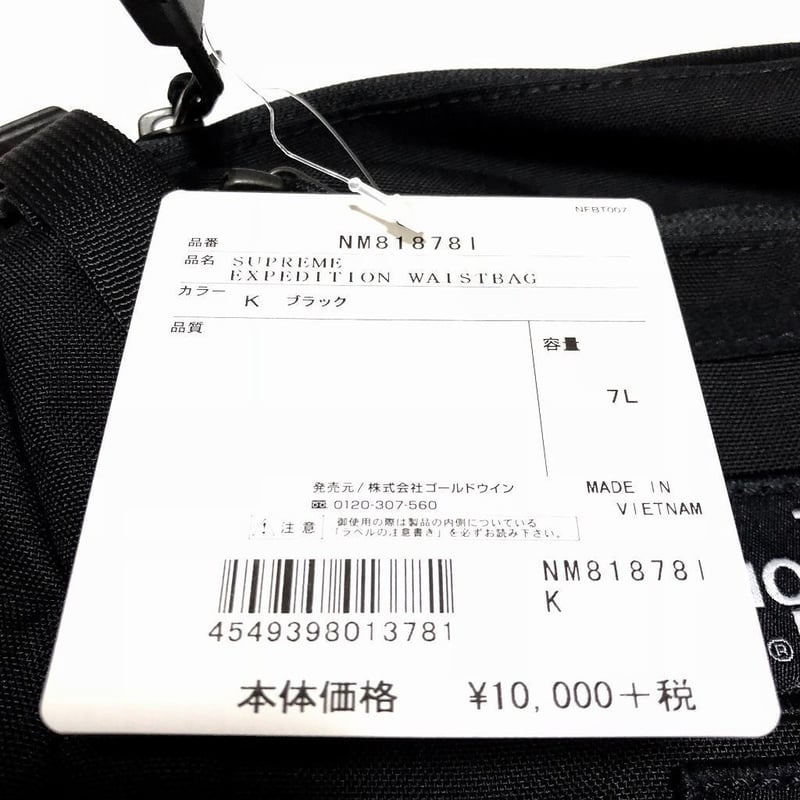 NEBT007
品番 NM81878I
品名 SUPREME
EXPEDITION WAISTBAG
カラー K ブラック
品質
容量
7L
発売元/株式会社ゴールドウイン
0120-307-560
MADE IN
VIETNAM
! 注意 御使用の際は製品の内側についている
「ラベルの注意書き」を必ずお読み下さい。
NM81878I
K
4549398013781
本体価格 ¥10,000+税
®